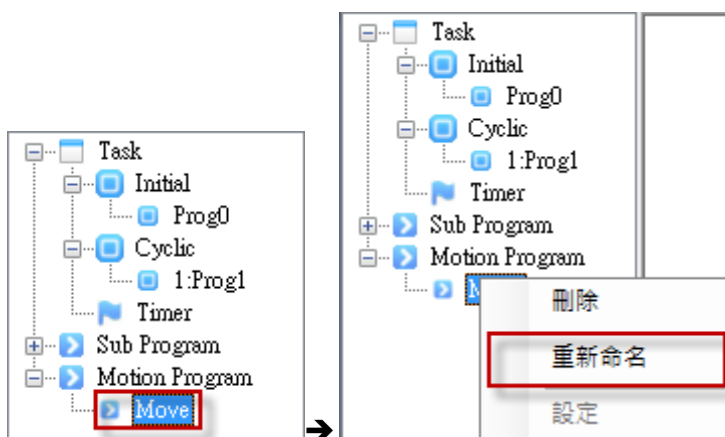 Task
Initial
Prog0
Cyclic
1:Prog1
Timer
Sub Program
Motion Program
Move
➔
Task
Initial
Prog0
Cyclic
1:Prog1
Timer
Sub Program
Motion Program
刪除
重新命名
設定